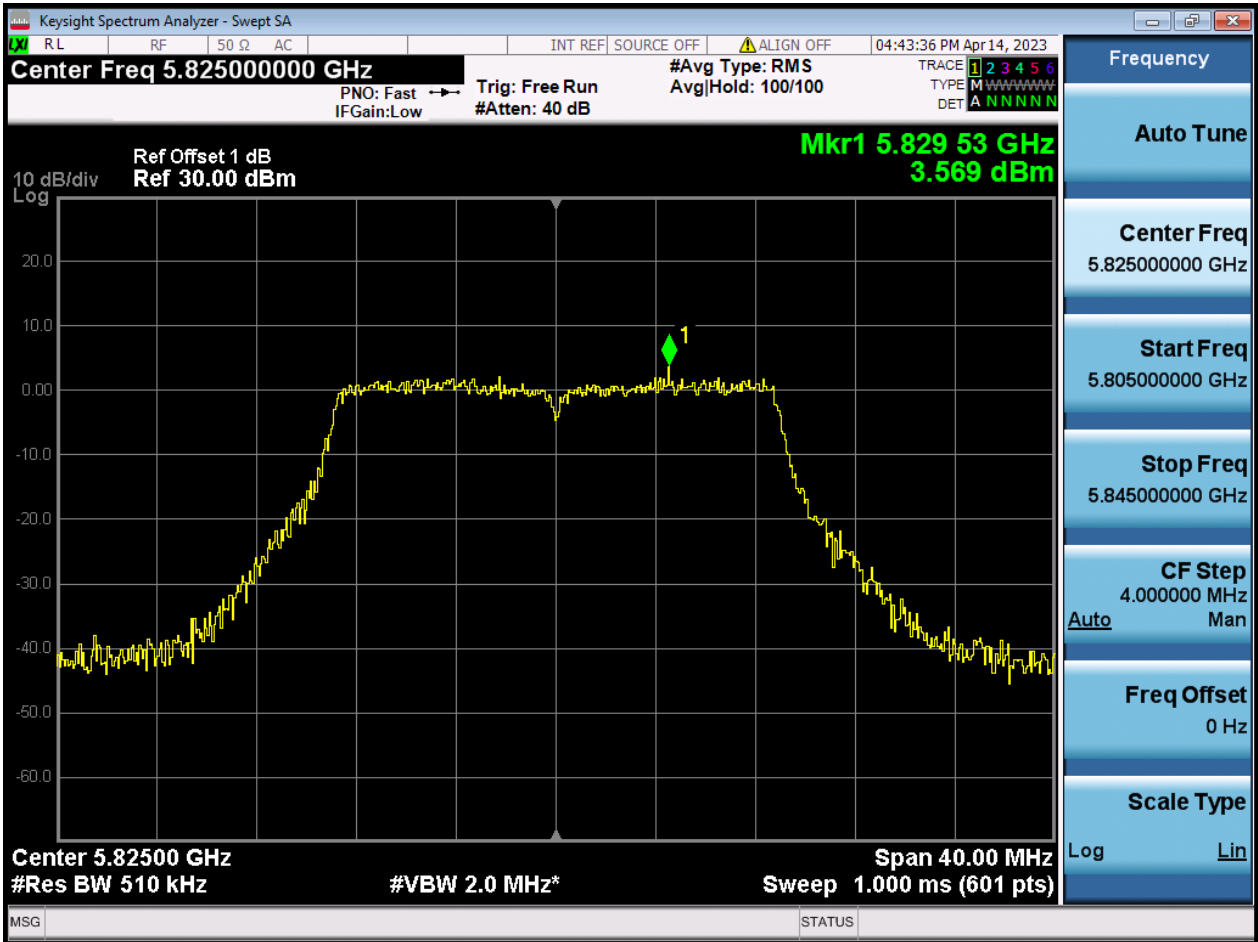 Keysight Spectrum Analyzer - Swept SA
LXI RL RF 50 Ω AC INT REF SOURCE OFF ALIGN OFF 04:43:36 PM Apr 14, 2023
Center Freq 5.825000000 GHz
PNO: Fast
IFGain:Low
Trig: Free Run
#Atten: 40 dB
#Avg Type: RMS
Avg|Hold: 100/100
TRACE 1 2 3 4 5 6
TYPE M WWWWW
DET A N N N N N
Mkr1 5.829 53 GHz
3.569 dBm
Ref Offset 1 dB
10 dB/div Ref 30.00 dBm
Log
20.0
10.0
0.00
-10.0
-20.0
-30.0
-40.0
-50.0
-60.0
1
Center 5.82500 GHz Span 40.00 MHz
#Res BW 510 kHz #VBW 2.0 MHz* Sweep 1.000 ms (601 pts)
MSG STATUS
Frequency
Auto Tune
Center Freq
5.825000000 GHz
Start Freq
5.805000000 GHz
Stop Freq
5.845000000 GHz
CF Step
4.000000 MHz
Auto Man
Freq Offset
0 Hz
Scale Type
Log Lin